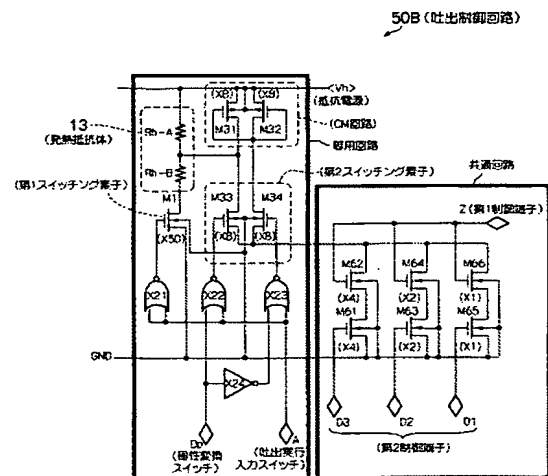 50B(吐出制御回路)
(X8) (X9) <Vh>
(抵抗電源)
M31 M32
(CM回路)
専用回路
13
(発熱抵抗体)
Rh-A
Rh-B
(第1スイッチング素子)
(第2スイッチング素子)
共通回路
M1
M33 M34
(X50) (X8) (X8)
Z(第1制御端子)
M62 M64 M66
(X4) (X2) (X1)
X21 X22 X23
M61 M63 M65
(X4) (X2) (X1)
GND
X24
Dp A
(極性変換スイッチ)
(吐出実行入力スイッチ)
D3 D2 D1
(第2制御端子)